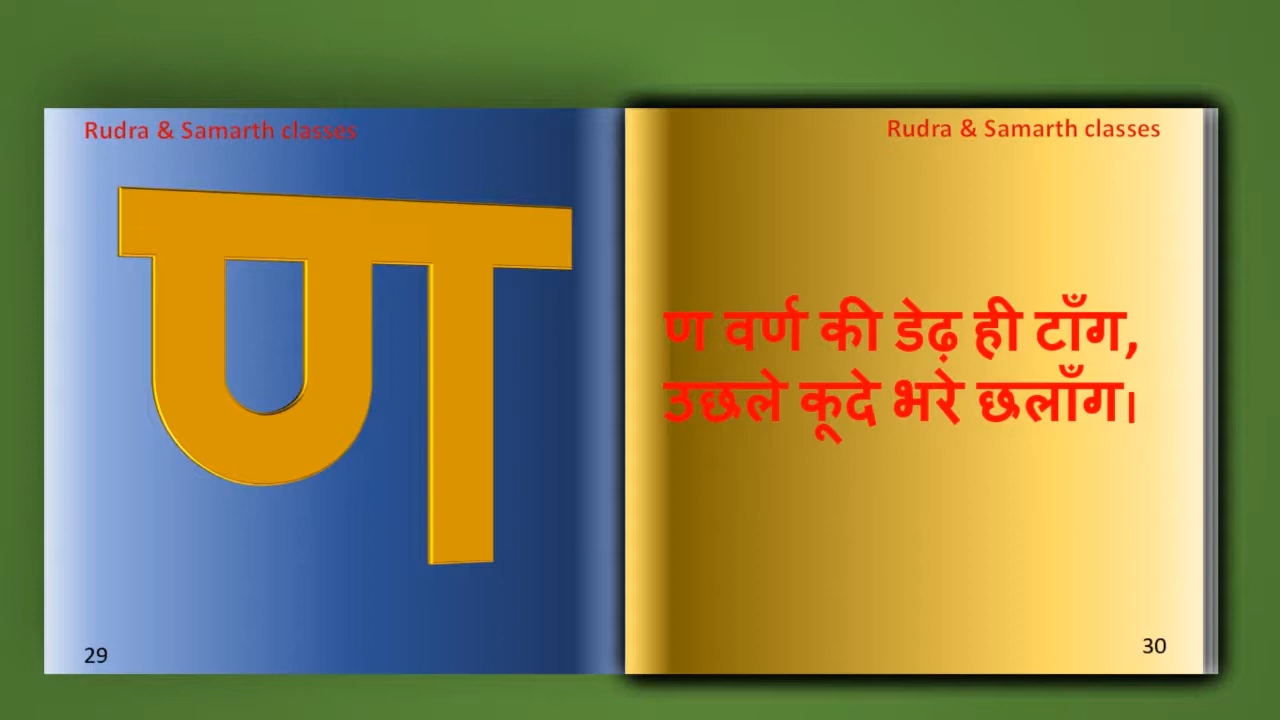 Rudra & Samarth classes
ण
29
Rudra & Samarth classes
ण वर्ण की डेढ़ ही टाँग,
उछले कूदे भरे छलाँग।
30